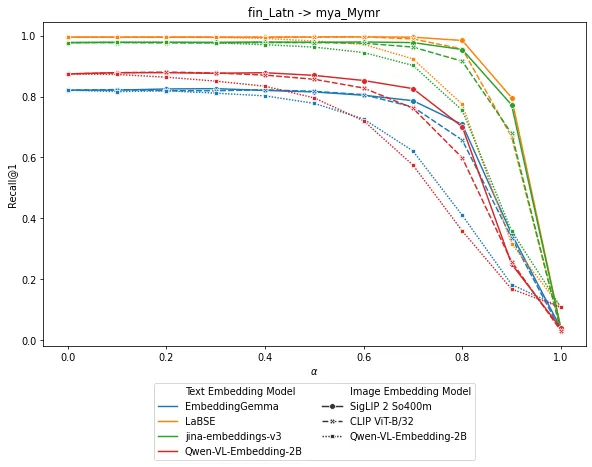 fin_Latn -> mya_Mymr
Recall@1
1.0
0.8
0.6
0.4
0.2
0.0
0.0 0.2 0.4 0.6 0.8 1.0
α
Text Embedding Model
EmbeddingGemma
LaBSE
jina-embeddings-v3
Qwen-VL-Embedding-2B
Image Embedding Model
SigLIP 2 So400m
CLIP ViT-B/32
Qwen-VL-Embedding-2B